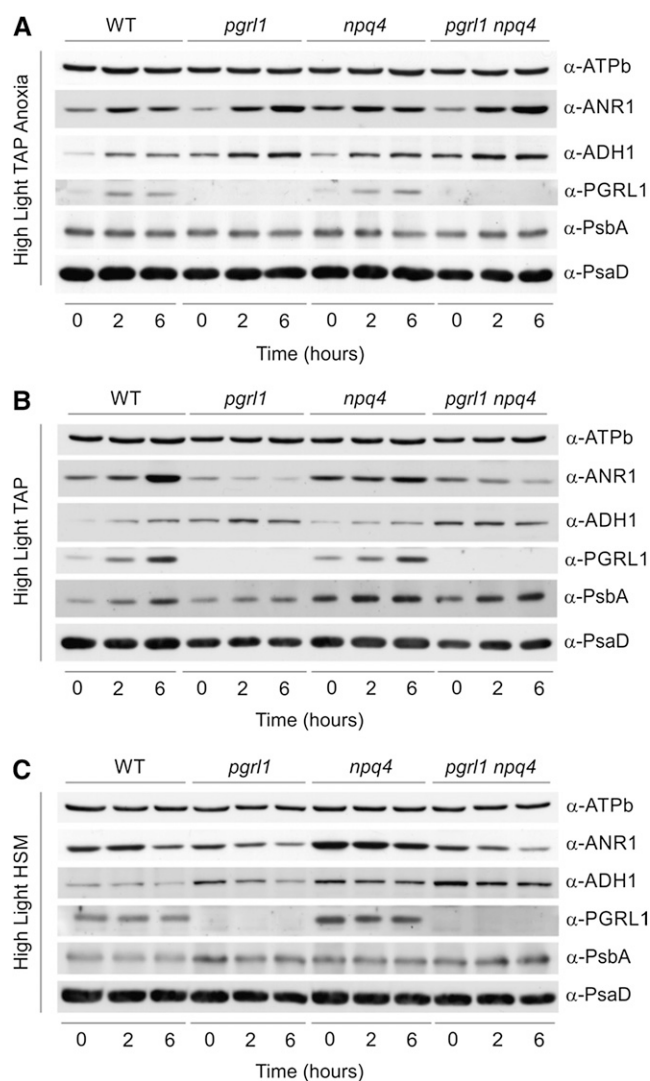 A
WT pgrl1 npq4 pgrl1 npq4
High Light TAP Anoxia
α-ATPb
α-ANR1
α-ADH1
α-PGRL1
α-PsbA
α-PsaD
0 2 6 0 2 6 0 2 6 0 2 6
Time (hours)
B
WT pgrl1 npq4 pgrl1 npq4
High Light TAP
α-ATPb
α-ANR1
α-ADH1
α-PGRL1
α-PsbA
α-PsaD
0 2 6 0 2 6 0 2 6 0 2 6
Time (hours)
C
WT pgrl1 npq4 pgrl1 npq4
High Light HSM
α-ATPb
α-ANR1
α-ADH1
α-PGRL1
α-PsbA
α-PsaD
0 2 6 0 2 6 0 2 6 0 2 6
Time (hours)